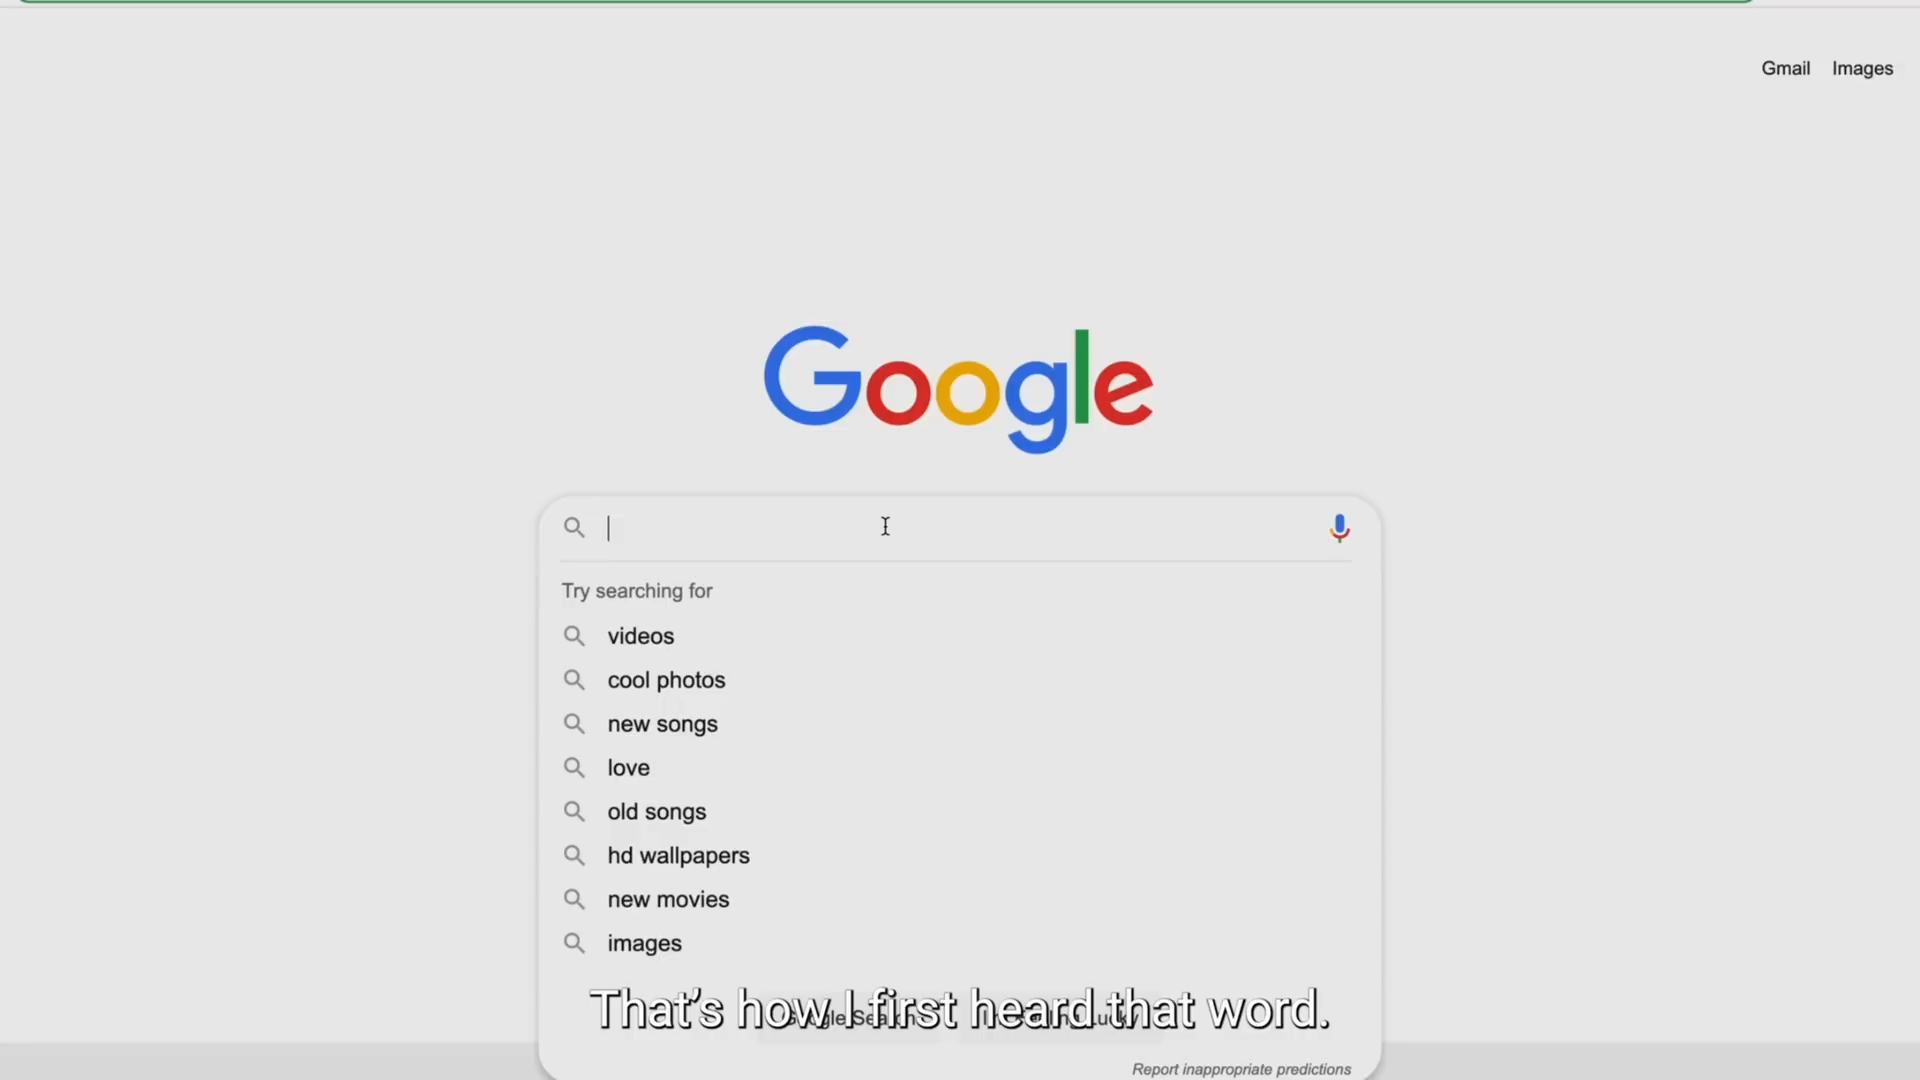 Gmail Images
Google
Try searching for
videos
cool photos
new songs
love
old songs
hd wallpapers
new movies
images
That's how I first heard that word.
Report inappropriate predictions